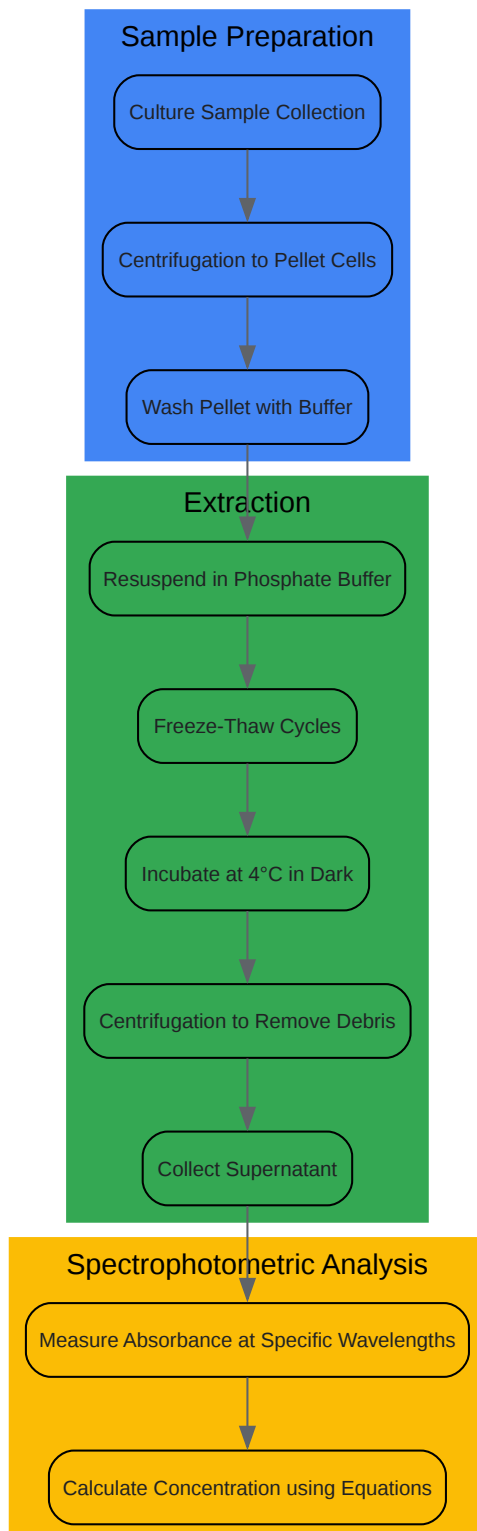 Sample Preparation
Culture Sample Collection
Centrifugation to Pellet Cells
Wash Pellet with Buffer
Extraction
Resuspend in Phosphate Buffer
Freeze-Thaw Cycles
Incubate at 4°C in Dark
Centrifugation to Remove Debris
Collect Supernatant
Spectrophotometric Analysis
Measure Absorbance at Specific Wavelengths
Calculate Concentration using Equations